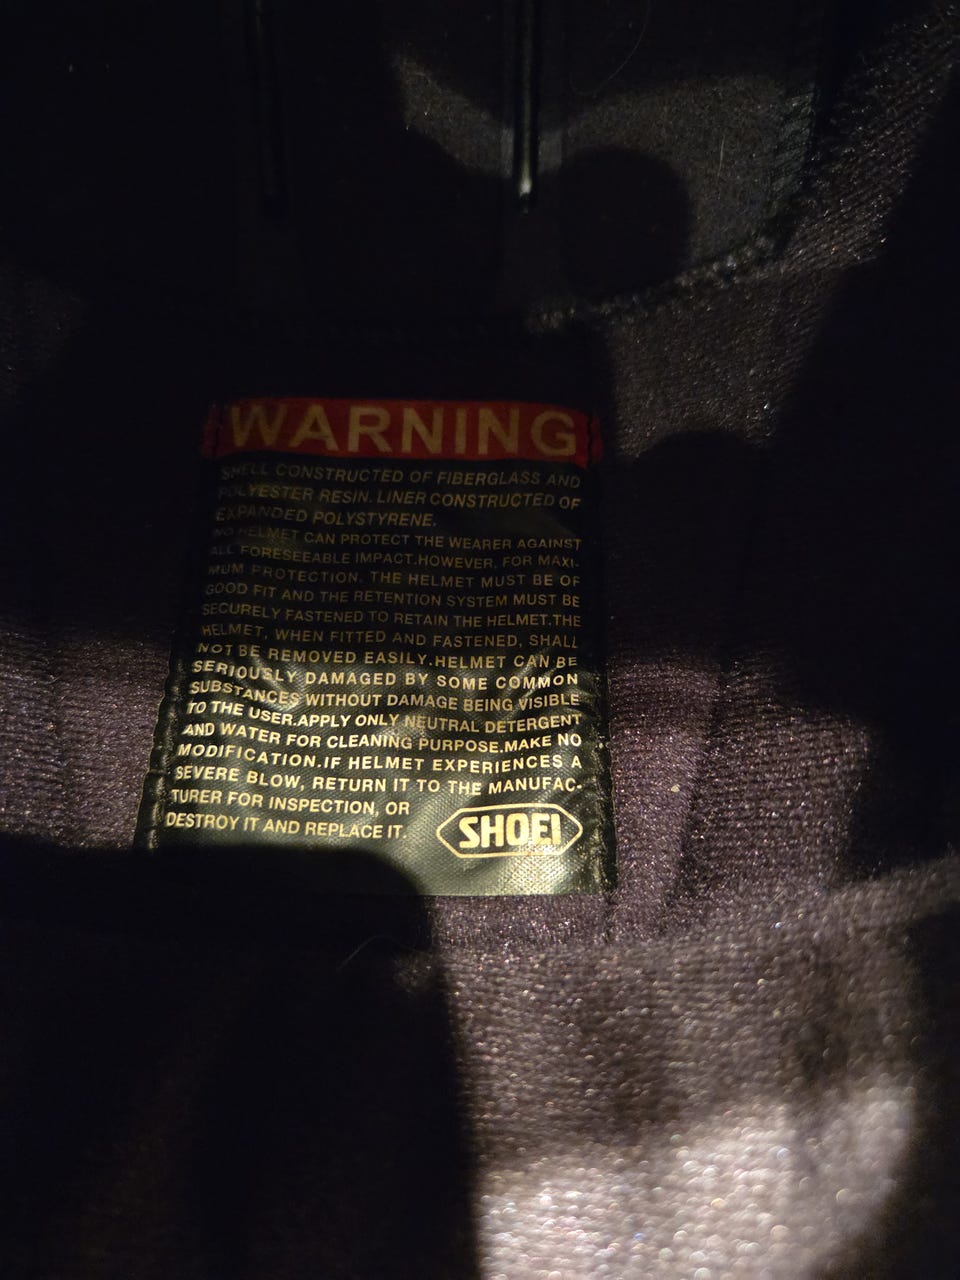 WARNING
SHELL CONSTRUCTED OF FIBERGLASS AND
POLYESTER RESIN. LINER CONSTRUCTED OF
EXPANDED POLYSTYRENE.
NO HELMET CAN PROTECT THE WEARER AGAINST
ALL FORESEEABLE IMPACT.HOWEVER, FOR MAXI-
MUM PROTECTION. THE HELMET MUST BE OF
GOOD FIT AND THE RETENTION SYSTEM MUST BE
SECURELY FASTENED TO RETAIN THE HELMET.THE
HELMET, WHEN FITTED AND FASTENED, SHALL
NOT BE REMOVED EASILY.HELMET CAN BE
SERIOUSLY DAMAGED BY SOME COMMON
SUBSTANCES WITHOUT DAMAGE BEING VISIBLE
TO THE USER.APPLY ONLY NEUTRAL DETERGENT
AND WATER FOR CLEANING PURPOSE.MAKE NO
MODIFICATION.IF HELMET EXPERIENCES A
SEVERE BLOW, RETURN IT TO THE MANUFAC-
TURER FOR INSPECTION, OR
DESTROY IT AND REPLACE IT.
SHOEI